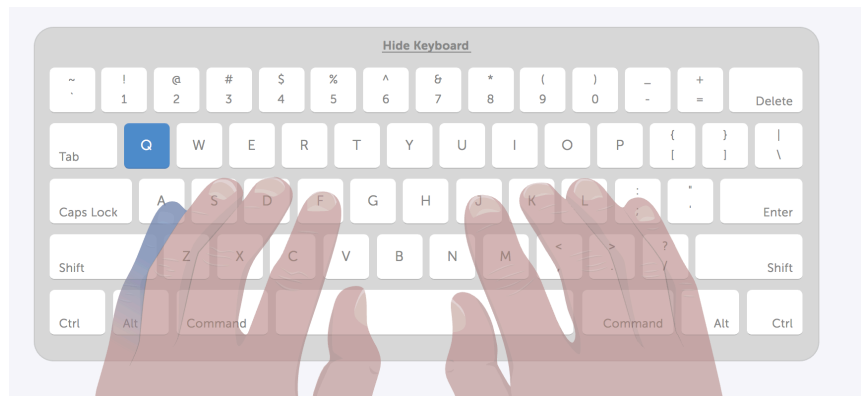 Hide Keyboard
~ ! @ # $ % ^ & * ( ) _ +
` 1 2 3 4 5 6 7 8 9 0 - = Delete
{ } |
Tab Q W E R T Y U I O P [ ] \
: "
Caps Lock A S D F G H J K L ; ' Enter
< > ?
Shift Z X C V B N M , . / Shift
Ctrl Alt Command Command Alt Ctrl